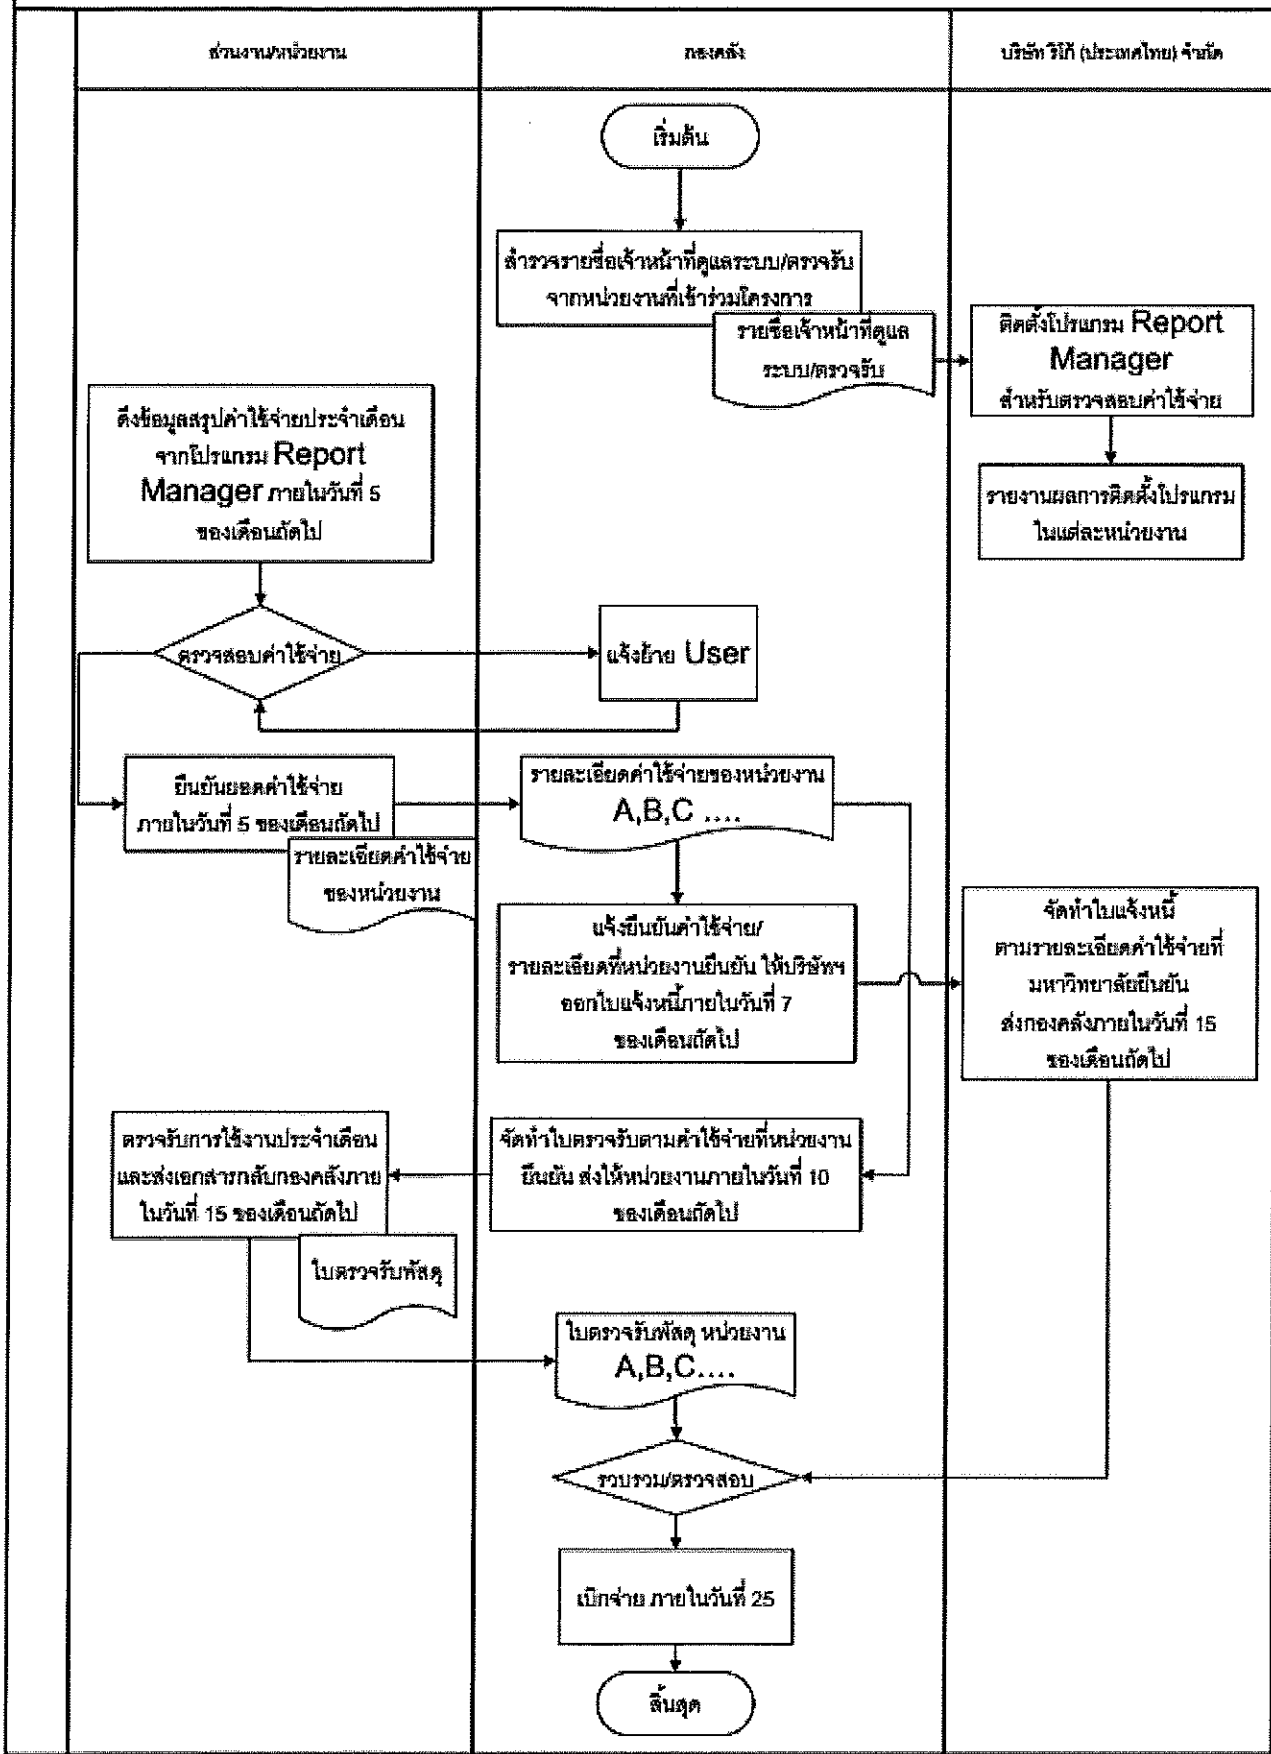 ส่วนงาน/หน่วยงาน
กองคลัง
บริษัท ริโก้ (ประเทศไทย) จำกัด
เริ่มต้น
สำรวจรายชื่อเจ้าหน้าที่ดูแลระบบ/ตรวจรับ
จากหน่วยงานที่เข้าร่วมโครงการ
รายชื่อเจ้าหน้าที่ดูแล
ระบบ/ตรวจรับ
ติดตั้งโปรแกรม Report
Manager
สำหรับตรวจสอบค่าใช้จ่าย
รายงานผลการติดตั้งโปรแกรม
ในแต่ละหน่วยงาน
ดึงข้อมูลสรุปค่าใช้จ่ายประจำเดือน
จากโปรแกรม Report
Manager ภายในวันที่ 5
ของเดือนถัดไป
ตรวจสอบค่าใช้จ่าย
แจ้งย้าย User
ยืนยันยอดค่าใช้จ่าย
ภายในวันที่ 5 ของเดือนถัดไป
รายละเอียดค่าใช้จ่าย
ของหน่วยงาน
รายละเอียดค่าใช้จ่ายของหน่วยงาน
A,B,C ....
แจ้งยืนยันค่าใช้จ่าย/
รายละเอียดที่หน่วยงานยืนยัน ให้บริษัทฯ
ออกใบแจ้งหนี้ภายในวันที่ 7
ของเดือนถัดไป
จัดทำใบแจ้งหนี้
ตามรายละเอียดค่าใช้จ่ายที่
มหาวิทยาลัยยืนยัน
ส่งกองคลังภายในวันที่ 15
ของเดือนถัดไป
ตรวจรับการใช้งานประจำเดือน
และส่งเอกสารกลับกองคลังภาย
ในวันที่ 15 ของเดือนถัดไป
ใบตรวจรับพัสดุ
จัดทำใบตรวจรับตามค่าใช้จ่ายที่หน่วยงาน
ยืนยัน ส่งให้หน่วยงานภายในวันที่ 10
ของเดือนถัดไป
ใบตรวจรับพัสดุ หน่วยงาน
A,B,C....
รวบรวม/ตรวจสอบ
เบิกจ่าย ภายในวันที่ 25
สิ้นสุด